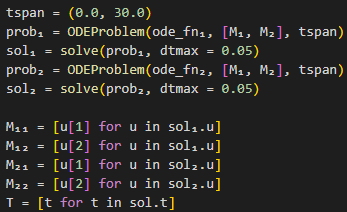 tspan = (0.0, 30.0)
prob₁ = ODEProblem(ode_fn₁, [M₁, M₂], tspan)
sol₁ = solve(prob₁, dtmax = 0.05)
prob₂ = ODEProblem(ode_fn₂, [M₁, M₂], tspan)
sol₂ = solve(prob₂, dtmax = 0.05)
M₁₁ = [u[1] for u in sol₁.u]
M₁₂ = [u[2] for u in sol₁.u]
M₂₁ = [u[1] for u in sol₂.u]
M₂₂ = [u[2] for u in sol₂.u]
T = [t for t in sol.t]